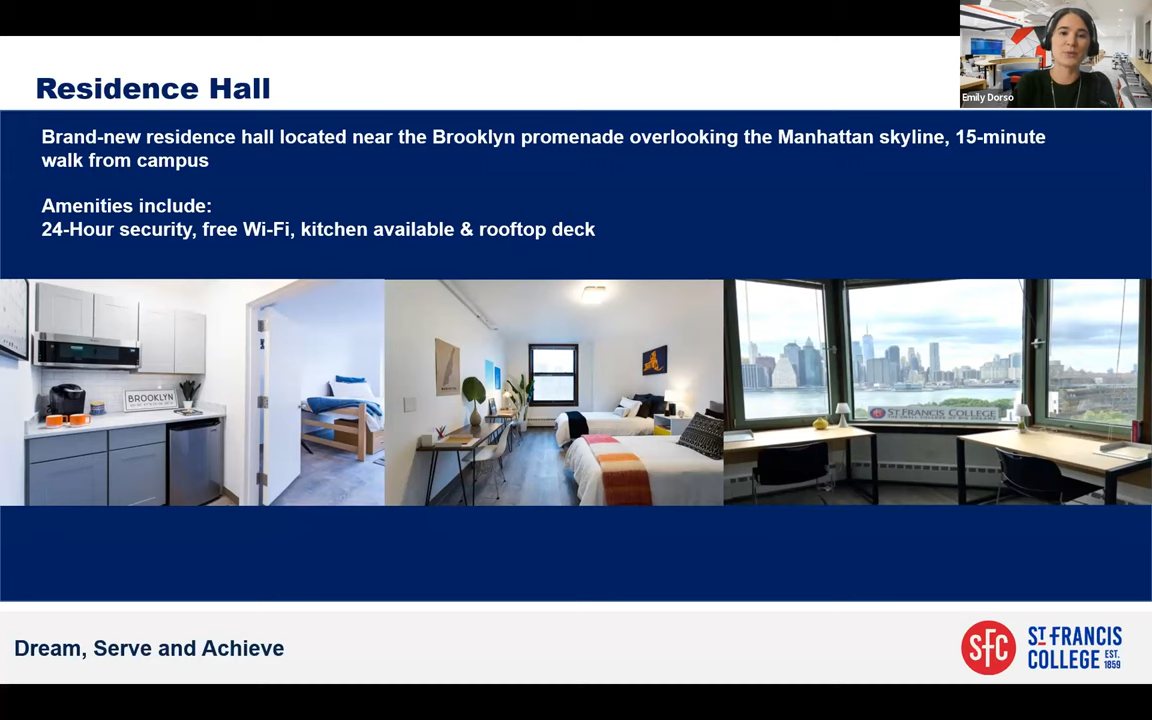 Residence Hall
Emily Dorso
Brand-new residence hall located near the Brooklyn promenade overlooking the Manhattan skyline, 15-minute
walk from campus
Amenities include:
24-Hour security, free Wi-Fi, kitchen available & rooftop deck
BROOKLYN
ST. FRANCIS COLLEGE
Dream, Serve and Achieve
SFC
ST. FRANCIS
COLLEGE EST. 1859